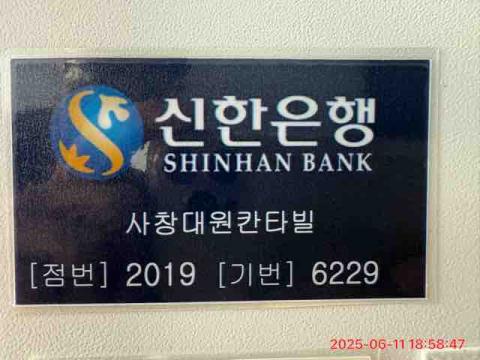 신한은행
SHINHAN BANK
사창대원칸타빌
[점번] 2019 [기번] 6229
2025-06-11 18:58:47